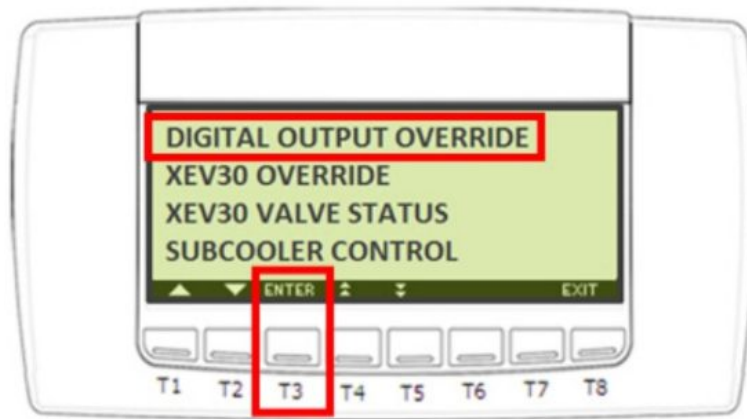 DIGITAL OUTPUT OVERRIDE
XEV30 OVERRIDE
XEV30 VALVE STATUS
SUBCOOLER CONTROL
ENTER EXIT
T1 T2 T3 T4 T5 T6 T7 T8